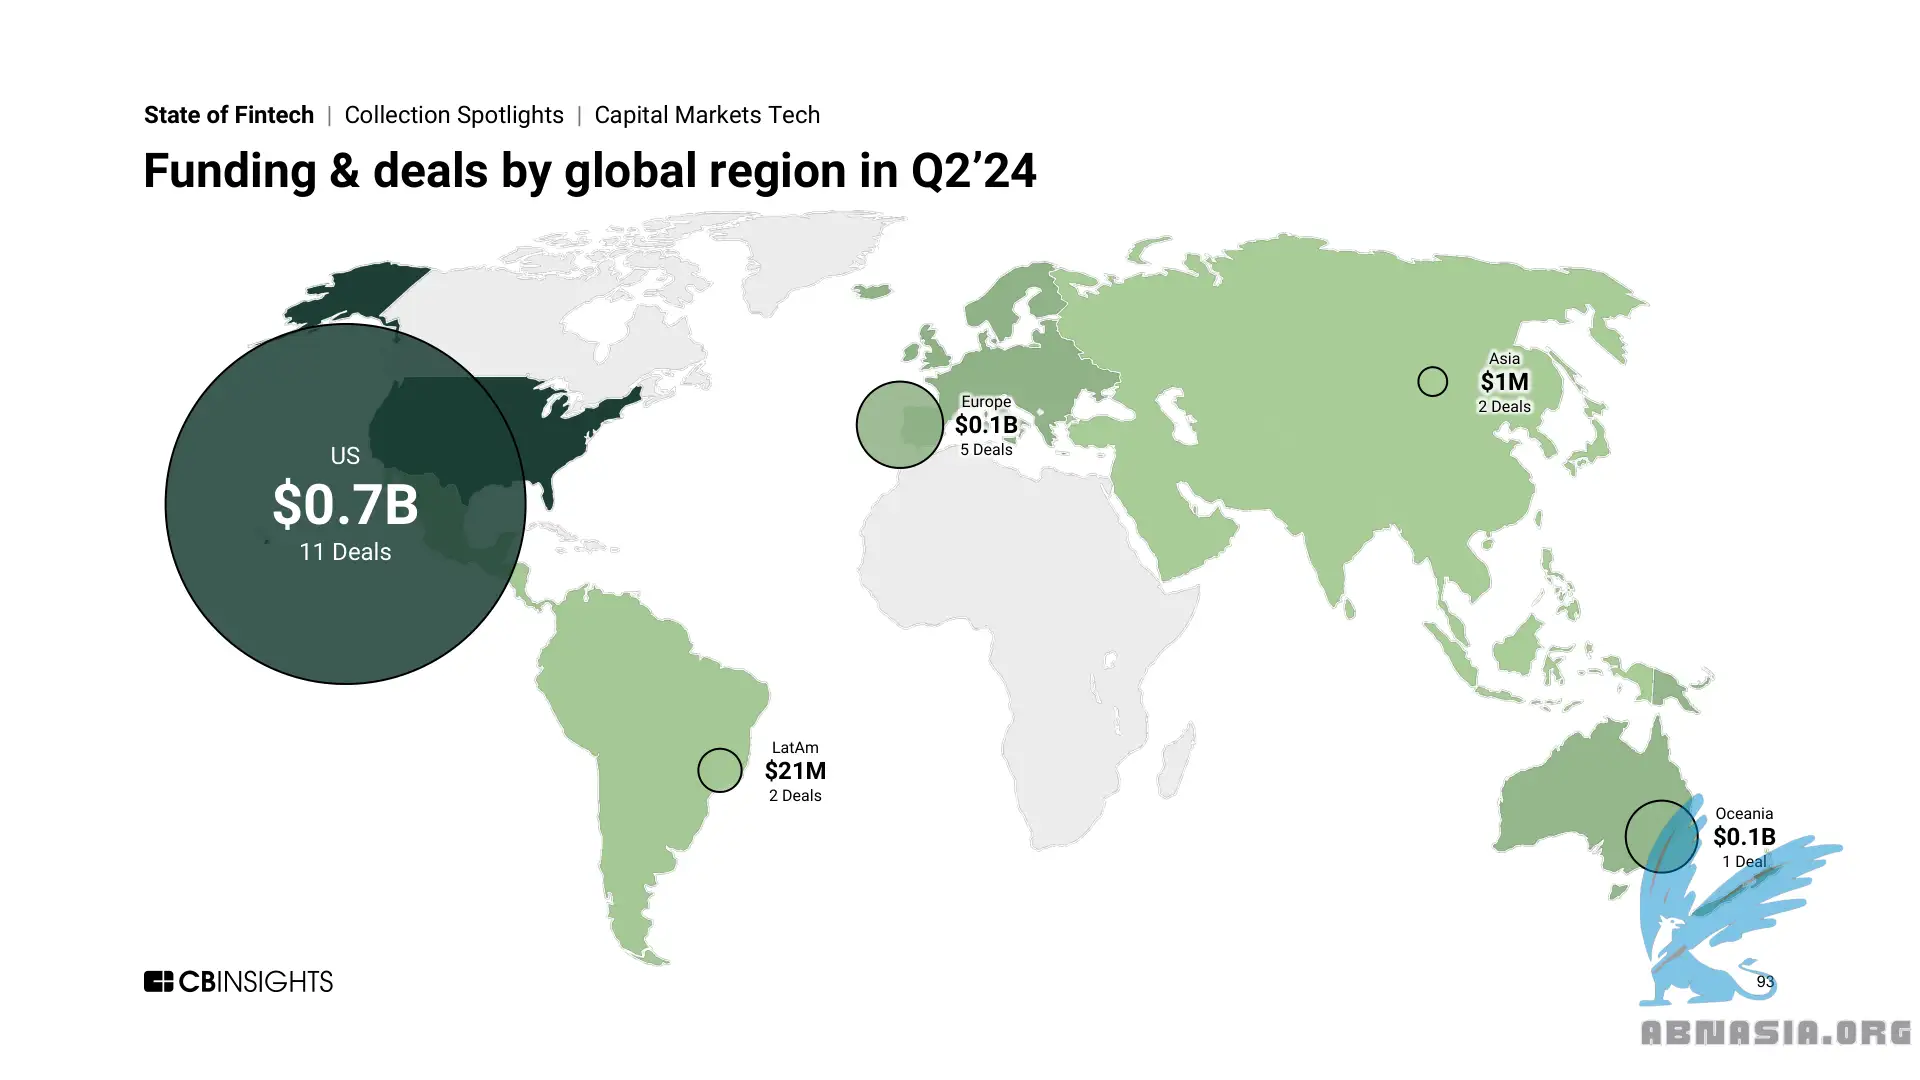 State of Fintech | Collection Spotlights | Capital Markets Tech
Funding & deals by global region in Q2’24
US
$0.7B
11 Deals
Europe
$0.1B
5 Deals
Asia
$1M
2 Deals
LatAm
$21M
2 Deals
Oceania
$0.1B
1 Deal
CBINSIGHTS
93
ABNASIA.ORG